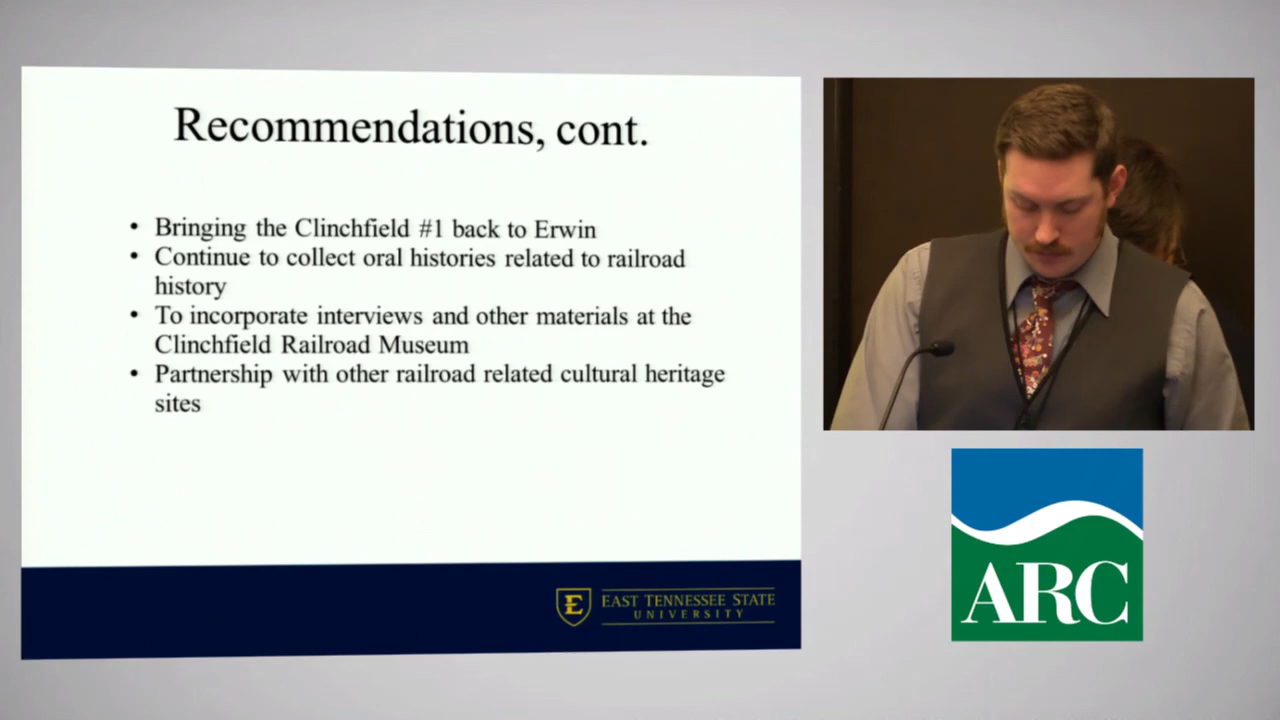 Recommendations, cont.
• Bringing the Clinchfield #1 back to Erwin
• Continue to collect oral histories related to railroad
history
• To incorporate interviews and other materials at the
Clinchfield Railroad Museum
• Partnership with other railroad related cultural heritage
sites
E
EAST TENNESSEE STATE
UNIVERSITY
ARC